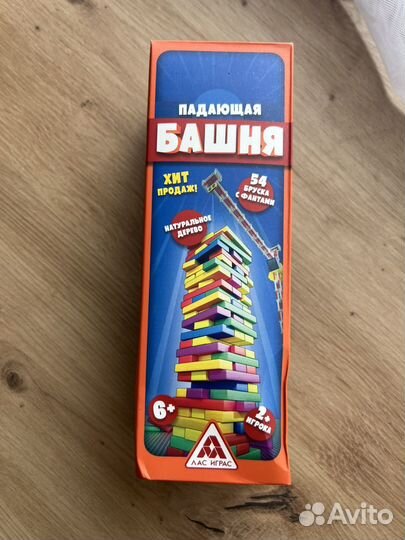 ПАДАЮЩАЯ
БАШНЯ
ХИТ
ПРОДАЖ!
54
БРУСКА
С ФАНТАМИ
НАТУРАЛЬНОЕ
ДЕРЕВО
6+
2+
ИГРОКА
ЛАС ИГРАС
Avito